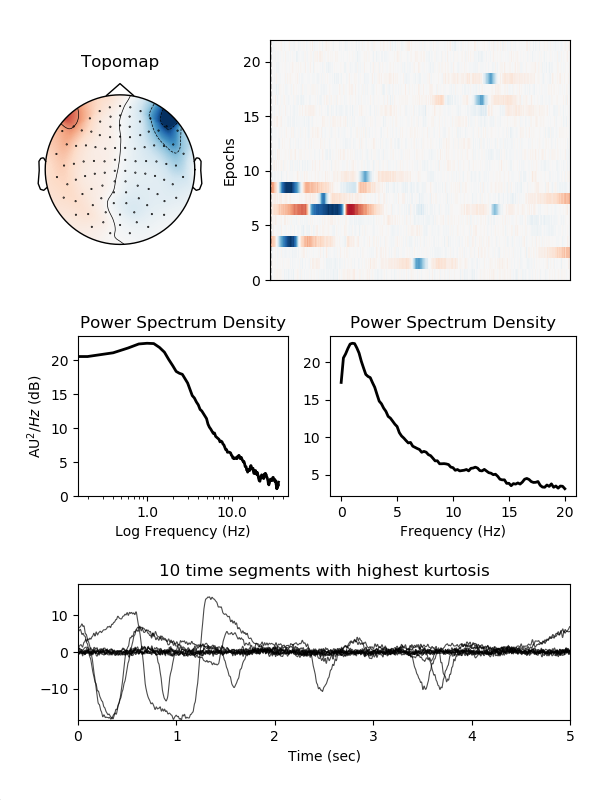 Topomap
Epochs
20
15
10
5
0
Power Spectrum Density
AU²/Hz (dB)
20
15
10
5
0
1.0 10.0
Log Frequency (Hz)
Power Spectrum Density
20
15
10
5
0 5 10 15 20
Frequency (Hz)
10 time segments with highest kurtosis
10
0
−10
0 1 2 3 4 5
Time (sec)